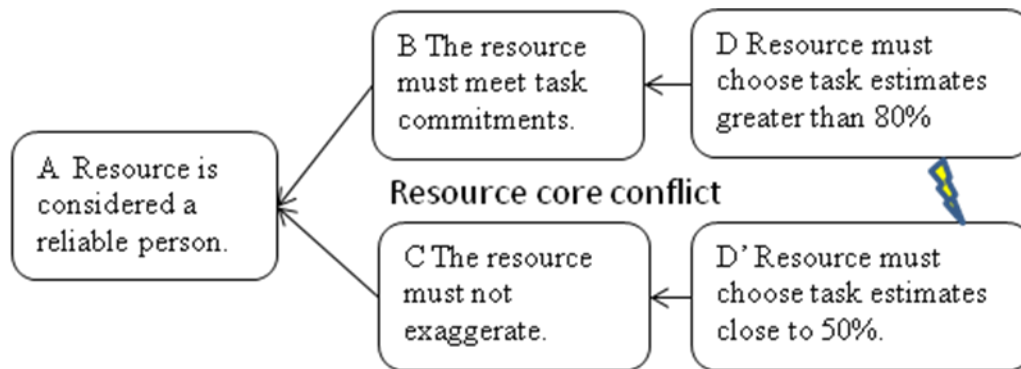 B The resource
must meet task
commitments.
D Resource must
choose task estimates
greater than 80%
A Resource is
considered a
reliable person.
Resource core conflict
C The resource
must not
exaggerate.
D’ Resource must
choose task estimates
close to 50%.